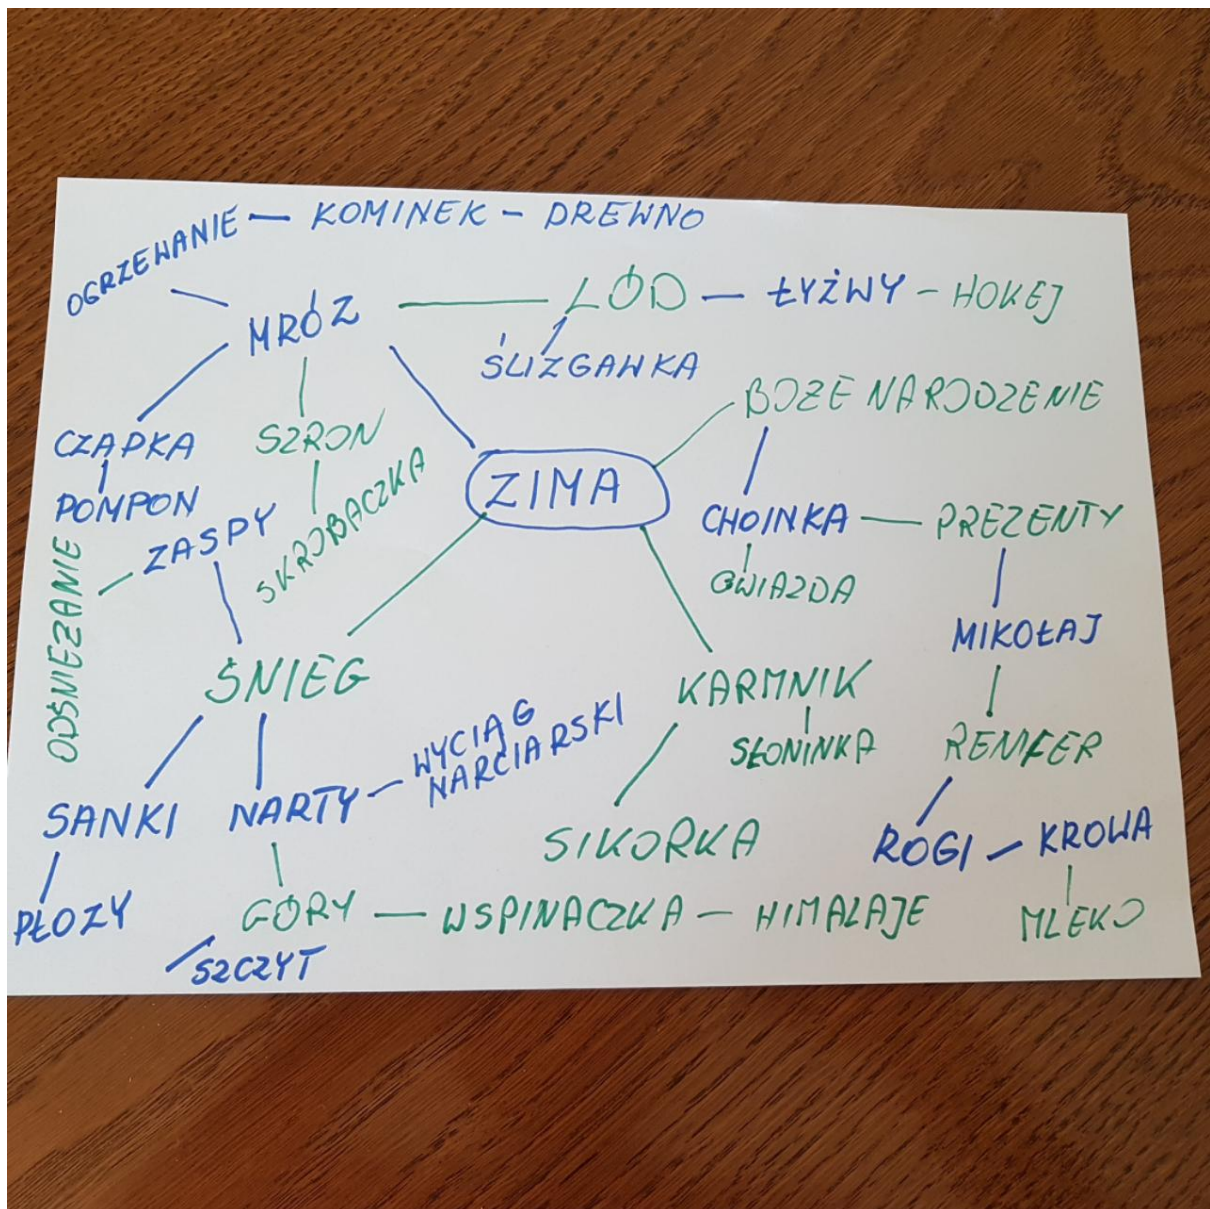 OGRZEWANIE — KOMINEK – DREWNO
MRÓZ — LÓD — ŁYŻWY – HOKEJ
ŚLIZGAWKA
BOŻE NARODZENIE
CZAPKA
SZRON
POMPON
SKROBACZKA
ZIMA
CHOINKA — PREZENTY
ZASPY
ODŚNIEŻANIE
GWIAZDA
MIKOŁAJ
ŚNIEG
KARMNIK
SŁONINKA
RENIFER
WYCIĄG
NARCIARSKI
SANKI
NARTY
SIKORKA
ROGI – KROWA
PŁOZY
GÓRY — WSPINACZKA — HIMALAJE
MLEKO
SZCZYT